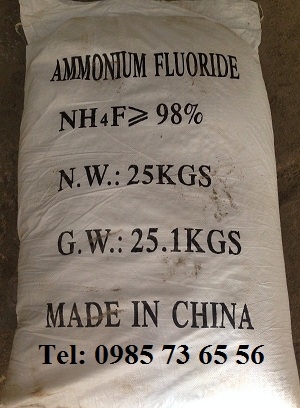 AMMONIUM FLUORIDE
NH₄F⩾98%
N.W.: 25KGS
G.W.: 25.1KGS
MADE IN CHINA
Tel: 0985 73 65 56